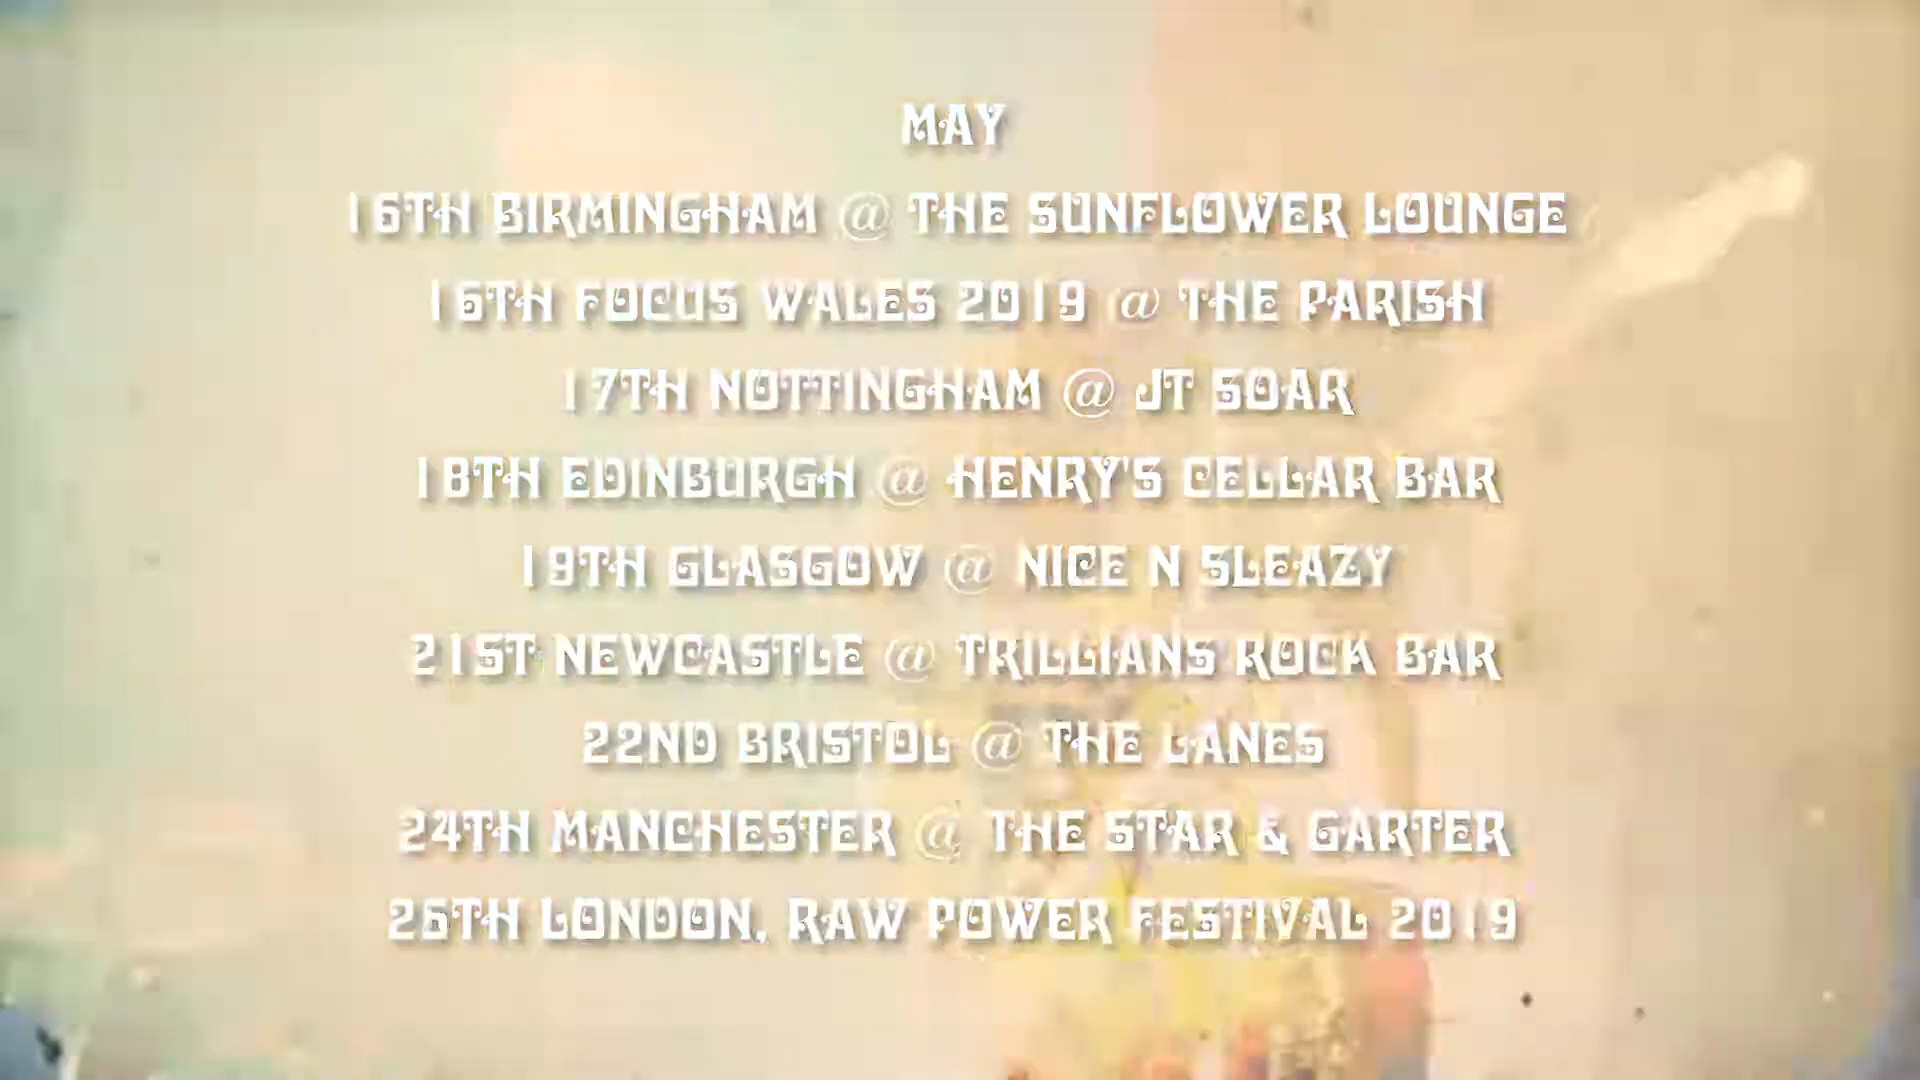 MAY
16TH BIRMINGHAM @ THE SUNFLOWER LOUNGE
16TH FOCUS WALES 2019 @ THE PARISH
17TH NOTTINGHAM @ JT SOAR
18TH EDINBURGH @ HENRY'S CELLAR BAR
19TH GLASGOW @ NICE N SLEAZY
21ST NEWCASTLE @ TRILLIANS ROCK BAR
22ND BRISTOL @ THE LANES
24TH MANCHESTER @ THE STAR & GARTER
26TH LONDON, RAW POWER FESTIVAL 2019